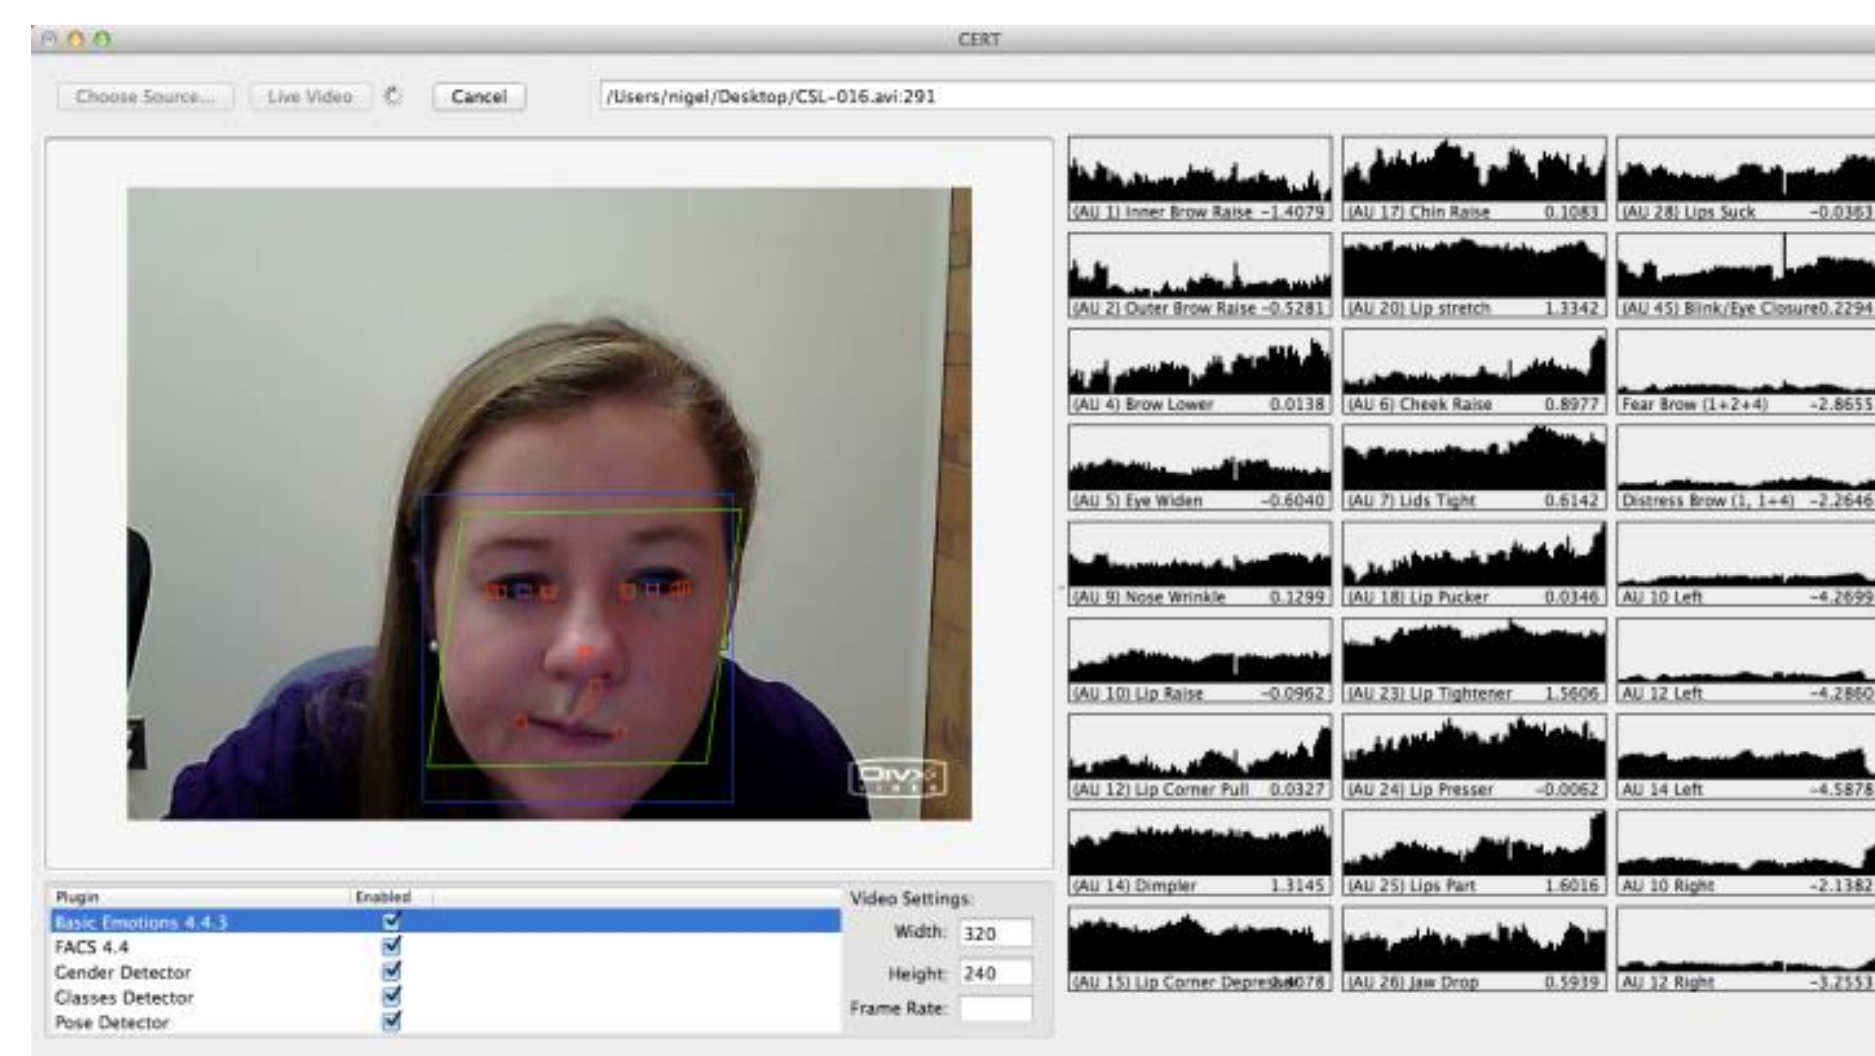 CERT
Choose Source... Live Video Cancel /Users/nigel/Desktop/CSL-016.avi:291
(AU 1) Inner Brow Raise -1.4079 (AU 17) Chin Raise 0.1083 (AU 28) Lips Suck -0.0363
(AU 2) Outer Brow Raise -0.5281 (AU 20) Lip stretch 1.3342 (AU 45) Blink/Eye Closure0.2294
(AU 4) Brow Lower 0.0138 (AU 6) Cheek Raise 0.8977 Fear Brow (1+2+4) -2.8655
(AU 5) Eye Widen -0.6040 (AU 7) Lids Tight 0.6142 Distress Brow (1, 1+4) -2.2646
(AU 9) Nose Wrinkle 0.1299 (AU 18) Lip Pucker 0.0346 AU 10 Left -4.2699
(AU 10) Lip Raise -0.0962 (AU 23) Lip Tightener 1.5606 AU 12 Left -4.2860
(AU 12) Lip Corner Pull 0.0327 (AU 24) Lip Presser -0.0062 AU 14 Left -4.5878
(AU 14) Dimpler 1.3145 (AU 25) Lips Part 1.6016 AU 10 Right -2.1382
(AU 15) Lip Corner (AU 26) Jaw Drop 0.5939 AU 12 Right -3.2553
DIVX
VIDEO
Plugin Enabled
Basic Emotions 4.4.3
FACS 4.4
Gender Detector
Glasses Detector
Pose Detector
Video Settings:
Width: 320
Height: 240
Frame Rate: